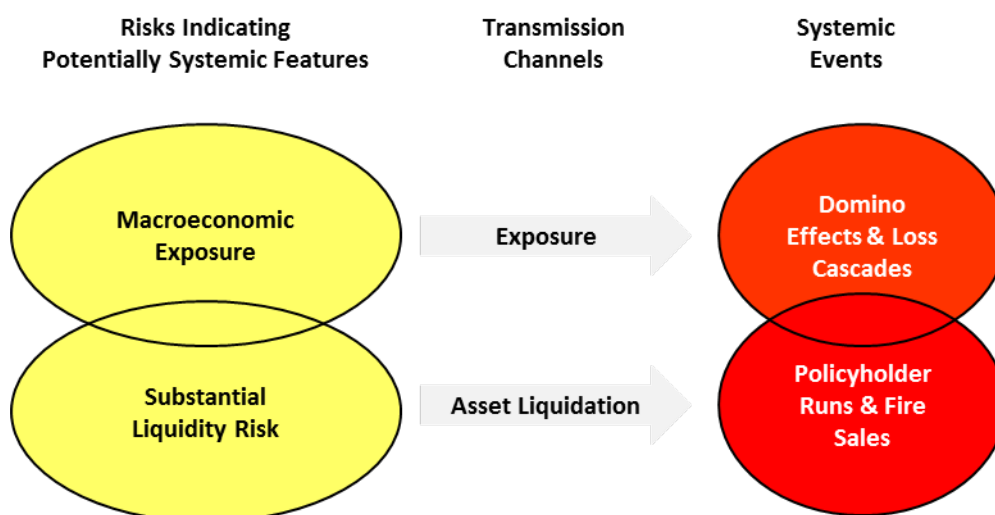 Risks Indicating
Potentially Systemic Features
Transmission
Channels
Systemic
Events
Macroeconomic
Exposure
Exposure
Domino
Effects & Loss
Cascades
Substantial
Liquidity Risk
Asset Liquidation
Policyholder
Runs & Fire
Sales